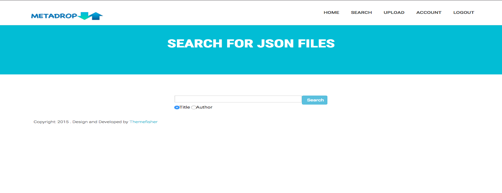 METADROP
HOME SEARCH UPLOAD ACCOUNT LOGOUT
SEARCH FOR JSON FILES
Search
Title Author
Copyright 2015 . Design and Developed by Themefisher